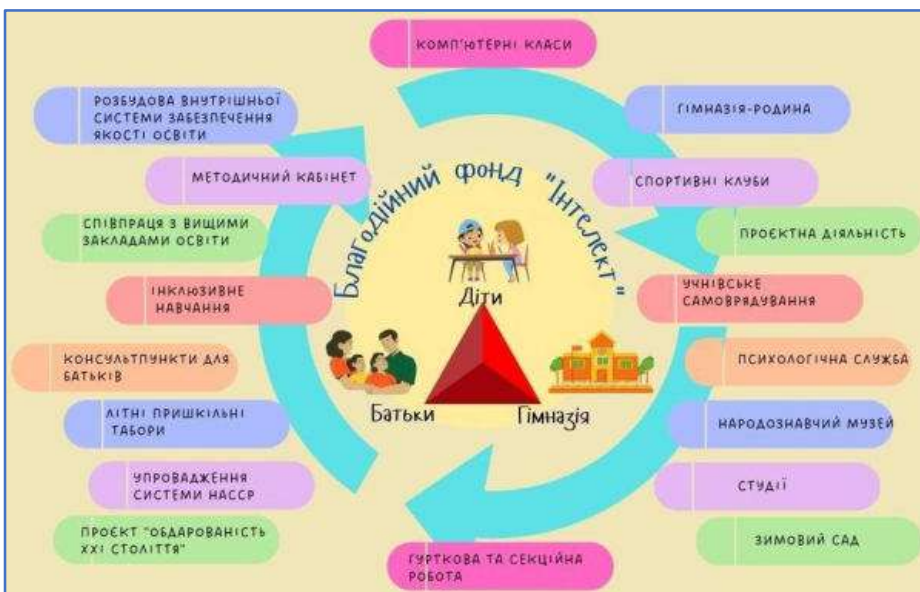 КОМП'ЮТЕРНІ КЛАСИ
РОЗБУДОВА ВНУТРІШНЬОЇ
СИСТЕМИ ЗАБЕЗПЕЧЕННЯ
ЯКОСТІ ОСВІТИ
МЕТОДИЧНИЙ КАБІНЕТ
СПІВПРАЦЯ З ВИЩИМИ
ЗАКЛАДАМИ ОСВІТИ
ІНКЛЮЗИВНЕ
НАВЧАННЯ
КОНСУЛЬТПУНКТИ ДЛЯ
БАТЬКІВ
ЛІТНІ ПРИШКІЛЬНІ
ТАБОРИ
УПРОВАДЖЕННЯ
СИСТЕМИ НАССР
ПРОЄКТ "ОБДАРОВАНІСТЬ
ХХІ СТОЛІТТЯ"
Благодійний фонд "Інтелект"
Діти
Батьки
Гімназія
ГІМНАЗІЯ-РОДИНА
СПОРТИВНІ КЛУБИ
ПРОЄКТНА ДІЯЛЬНІСТЬ
УЧНІВСЬКЕ
САМОВРЯДУВАННЯ
ПСИХОЛОГІЧНА СЛУЖБА
НАРОДОЗНАВЧИЙ МУЗЕЙ
СТУДІЇ
ЗИМОВИЙ САД
ГУРТКОВА ТА СЕКЦІЙНА
РОБОТА